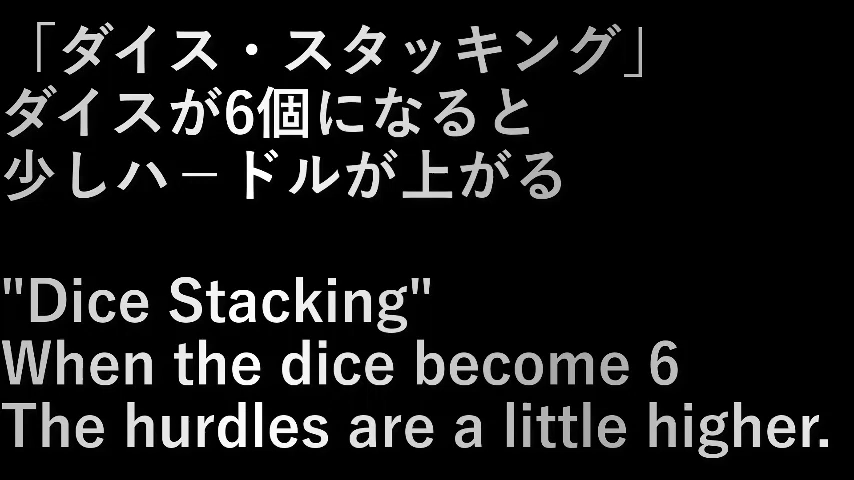 「ダイス・スタッキング」
ダイスが6個になると
少しハードルが上がる
"Dice Stacking"
When the dice become 6
The hurdles are a little higher.